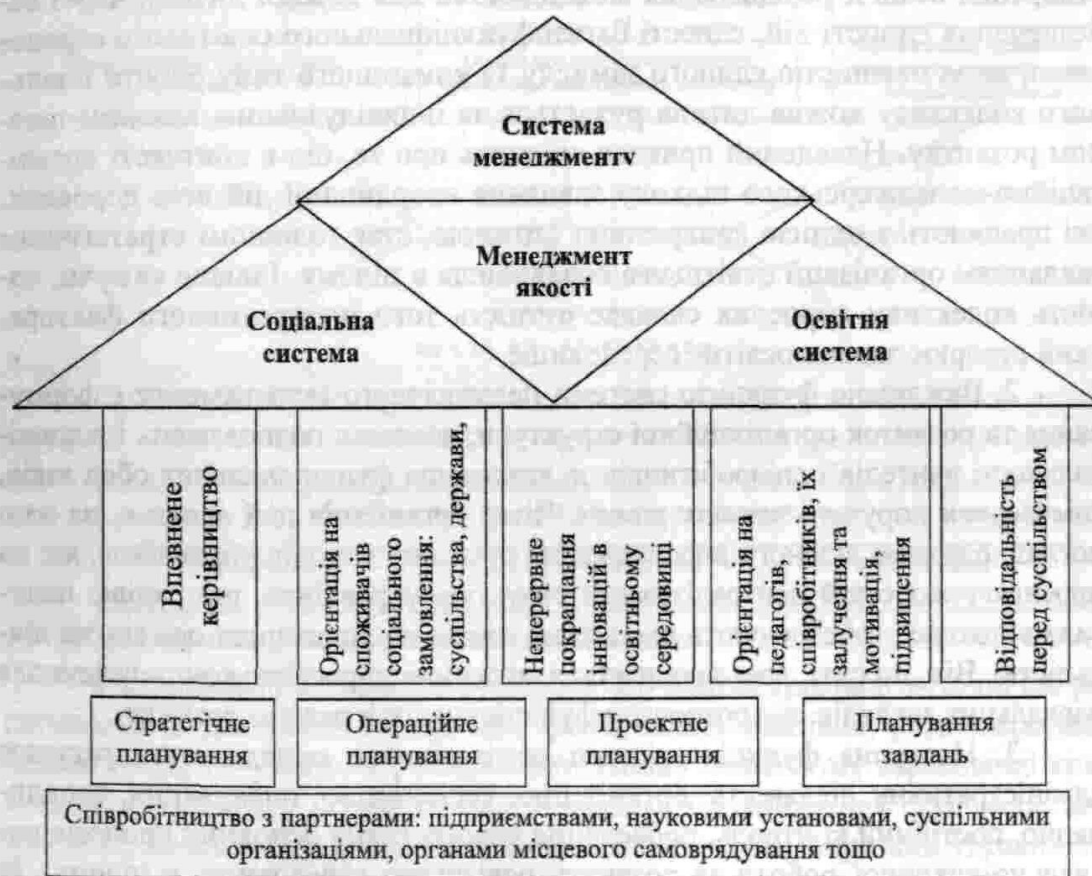 Система
менеджменту
Менеджмент
якості
Соціальна
система
Освітня
система
Впевнене
керівництво
Орієнтація на
споживачів
соціального
замовлення:
суспільства, держави,
Неперервне
покращання
інновацій в
освітньому
середовищі
Орієнтація на
педагогів,
співробітників, їх
залучення та
мотивація,
підвищення
Відповідальність
перед суспільством
Стратегічне
планування
Операційне
планування
Проектне
планування
Планування
завдань
Співробітництво з партнерами: підприємствами, науковими установами, суспільними
організаціями, органами місцевого самоврядування тощо